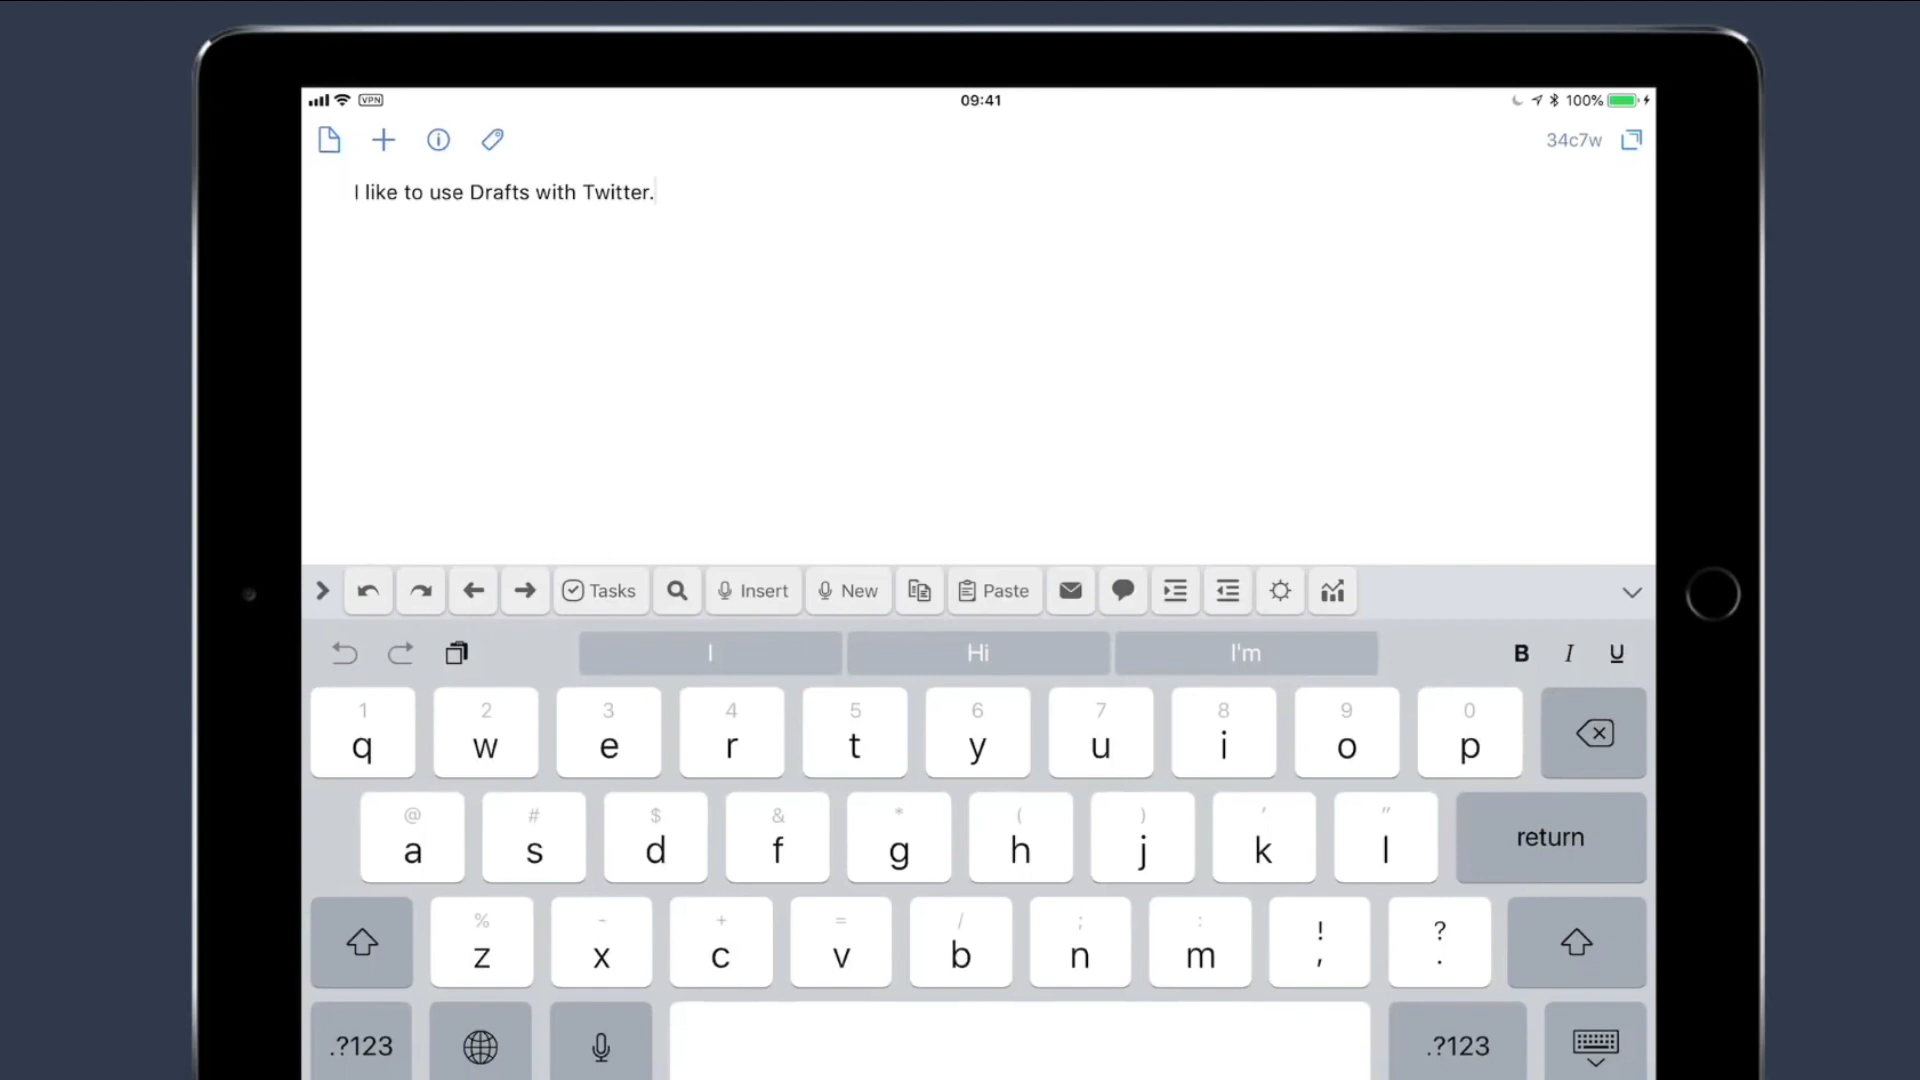 VPN 09:41 100%
34c7w
I like to use Drafts with Twitter.
Tasks Insert New Paste
I Hi I'm B I U
1 2 3 4 5 6 7 8 9 0
q w e r t y u i o p
@ # $ & * ( ) ' "
a s d f g h j k l return
% - + = / ; : ! ?
z x c v b n m , .
.?123 .?123